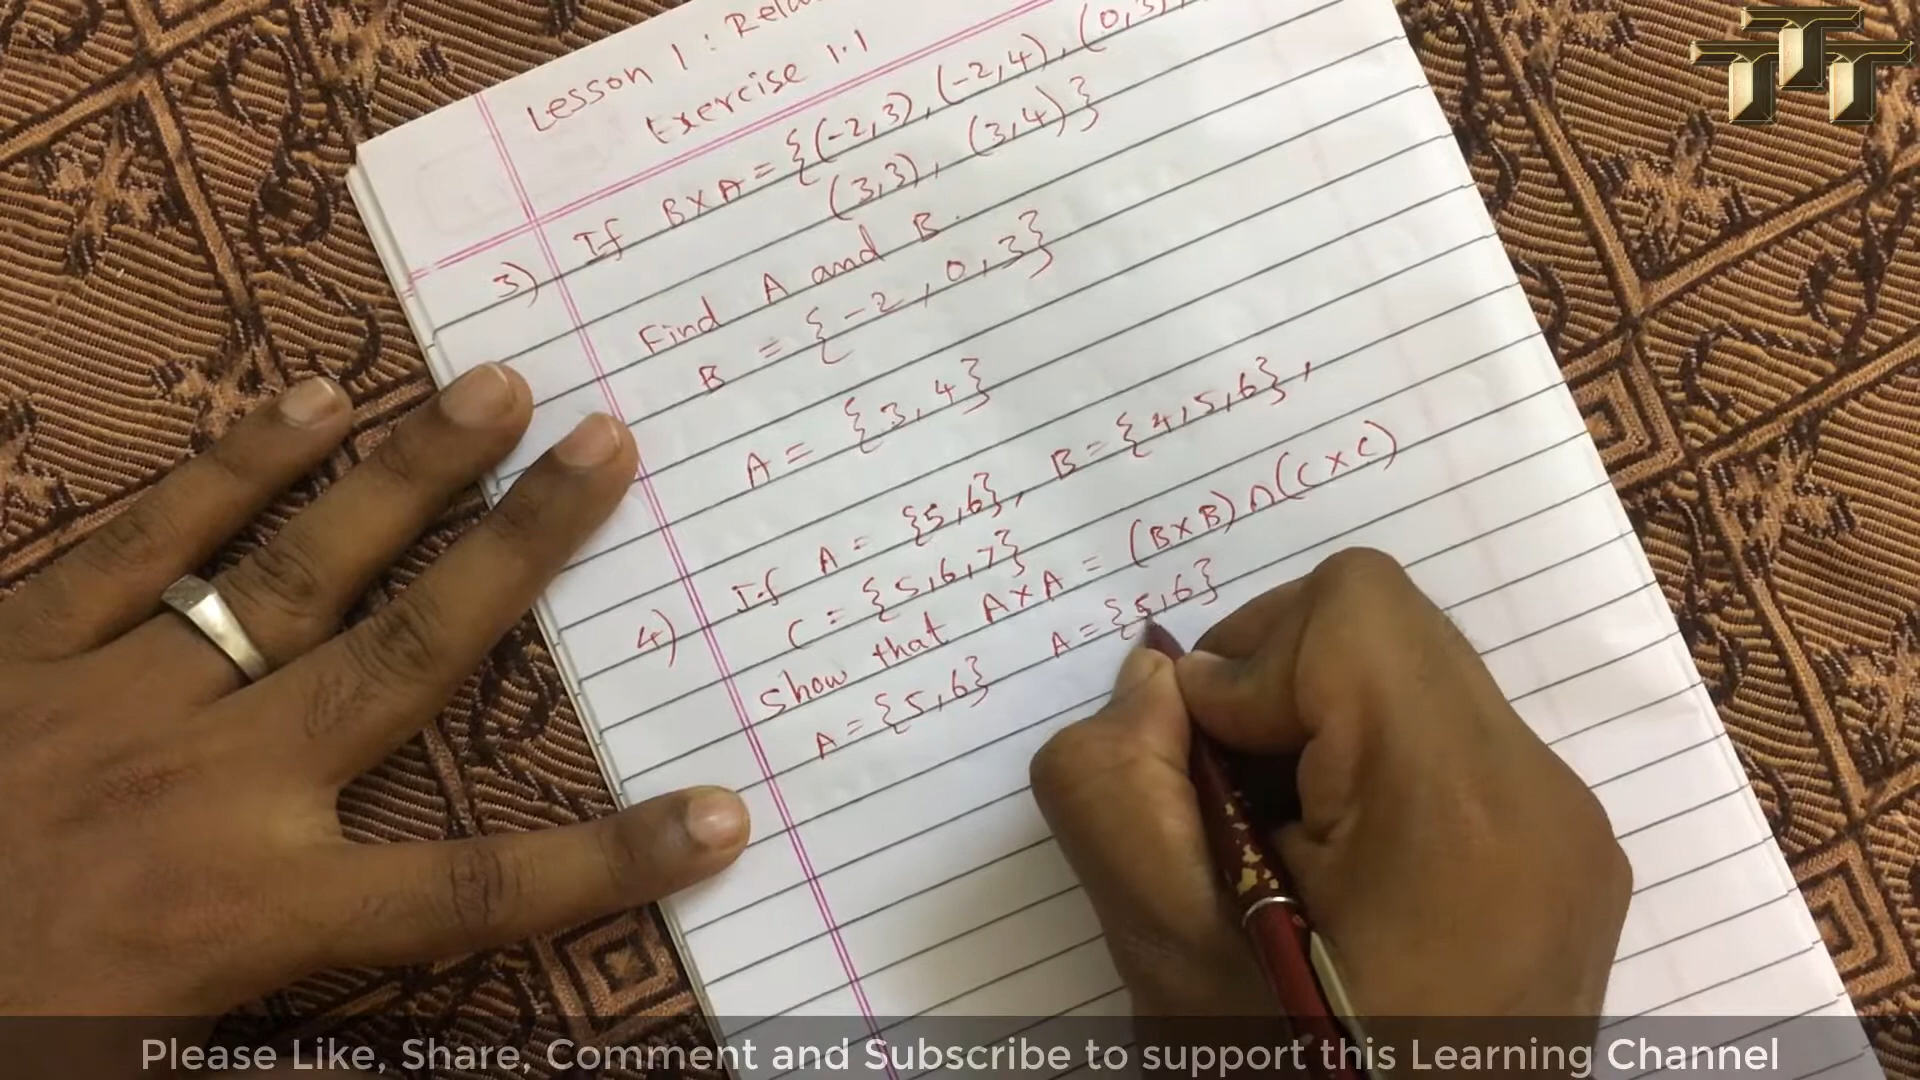 Lesson 1 : Rela
Exercise 1.1
3) If B×A = {(-2,3), (-2,4), (0,3),
(3,3), (3,4)}
Find A and B.
B = {-2, 0, 3}
A = {3, 4}
4) If A = {5,6}, B = {4,5,6},
C = {5,6,7}
Show that A×A = (B×B)∩(C×C)
A = {5,6} A = {5,6}
TTT
Please Like, Share, Comment and Subscribe to support this Learning Channel